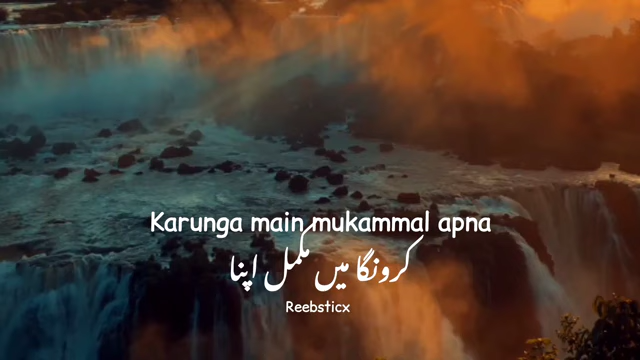 Karunga main mukammal apna
کرونگا میں مکمل اپنا
Reebsticx